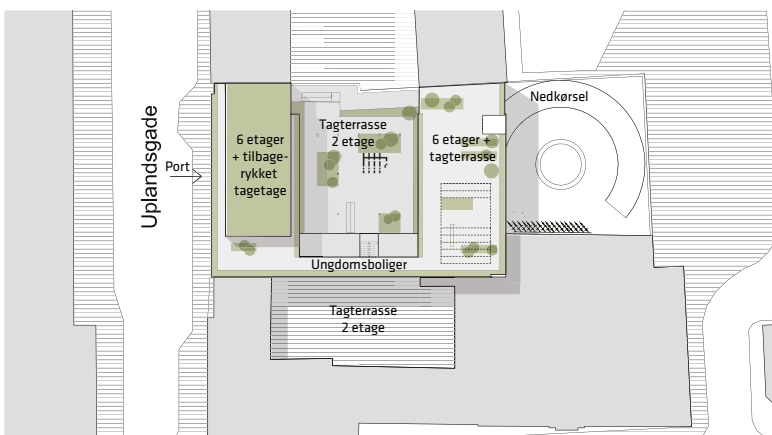 Uplandsgade
Port
6 etager
+ tilbage-
rykket
tagetage
Tagterrasse
2 etage
6 etager +
tagterrasse
Nedkørsel
Ungdomsboliger
Tagterrasse
2 etage